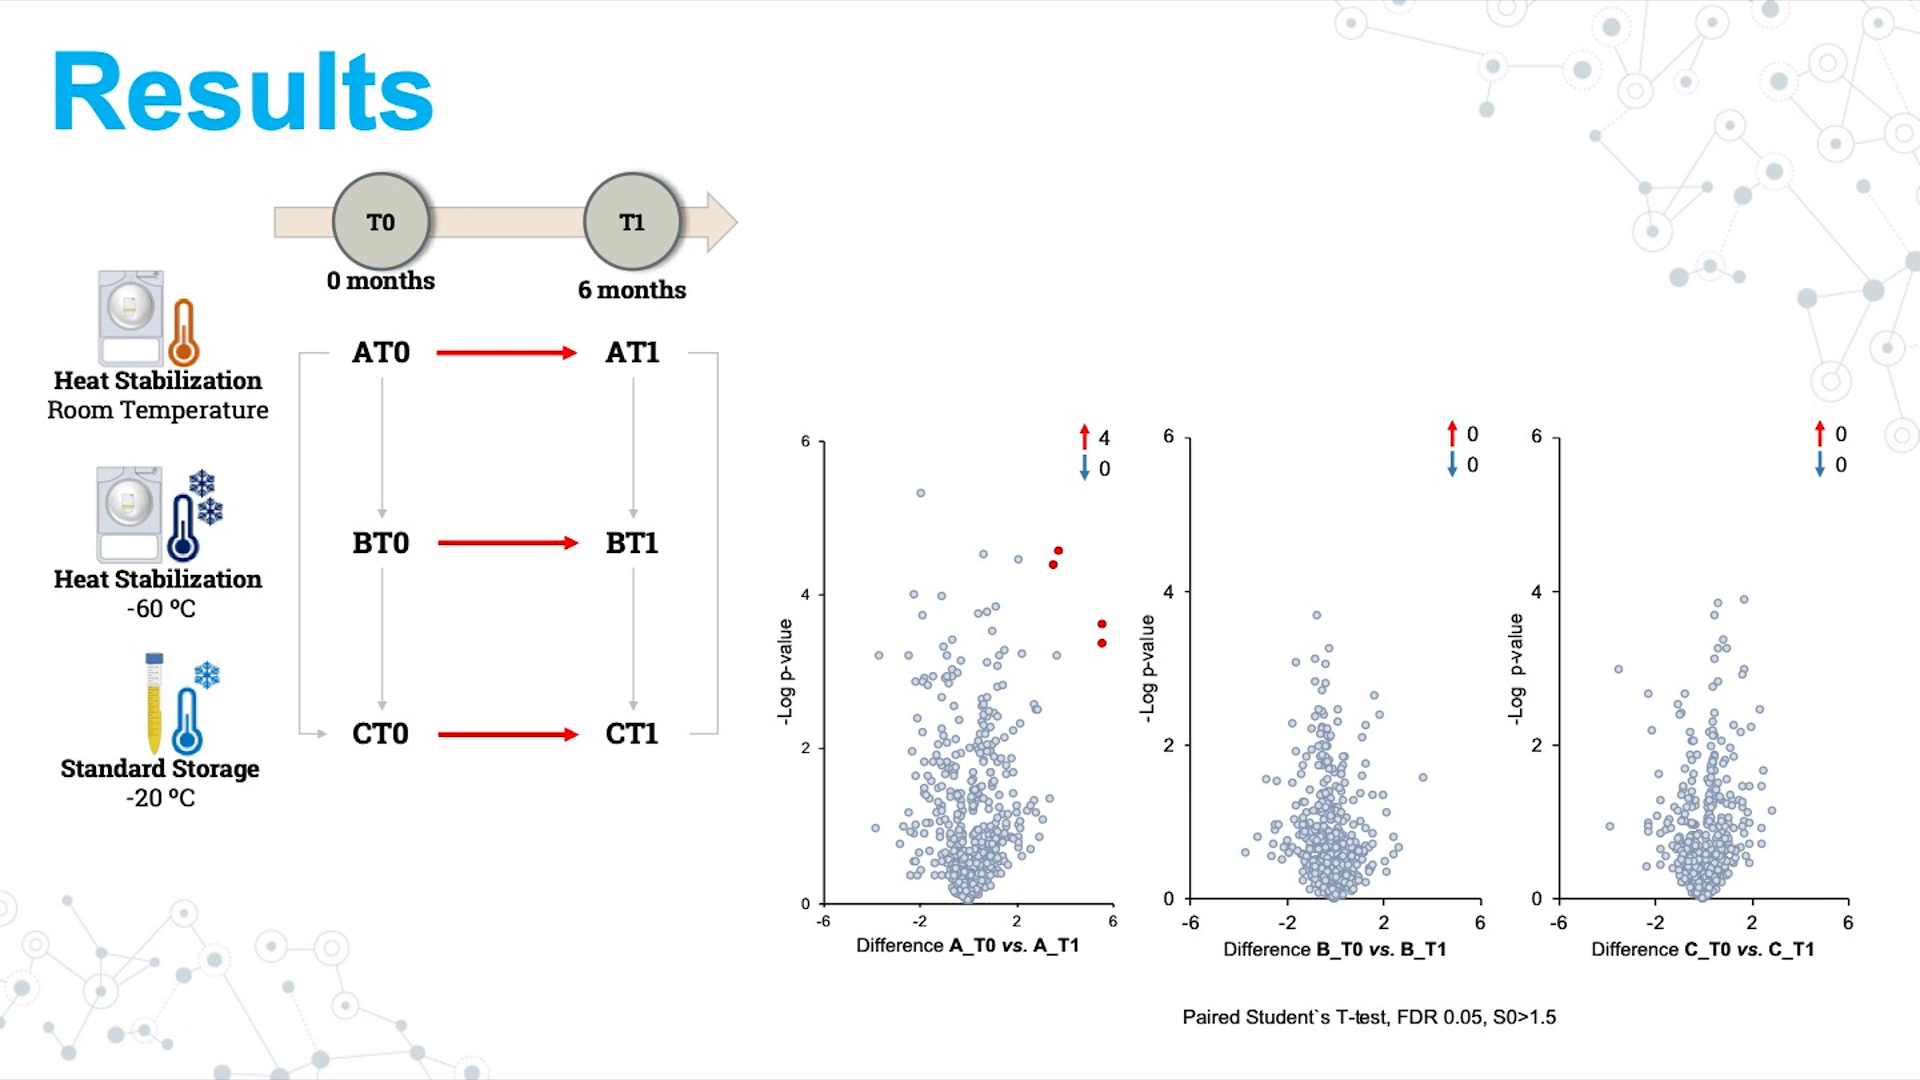 Results
T0
T1
0 months
6 months
Heat Stabilization
Room Temperature
AT0
AT1
Heat Stabilization
-60 ºC
BT0
BT1
Standard Storage
-20 ºC
CT0
CT1
4
0
6
4
2
0
-Log p-value
-6
-2
2
6
Difference A_T0 vs. A_T1
0
0
6
4
2
0
-Log p-value
-6
-2
2
6
Difference B_T0 vs. B_T1
0
0
6
4
2
0
-Log p-value
-6
-2
2
6
Difference C_T0 vs. C_T1
Paired Student`s T-test, FDR 0.05, S0>1.5